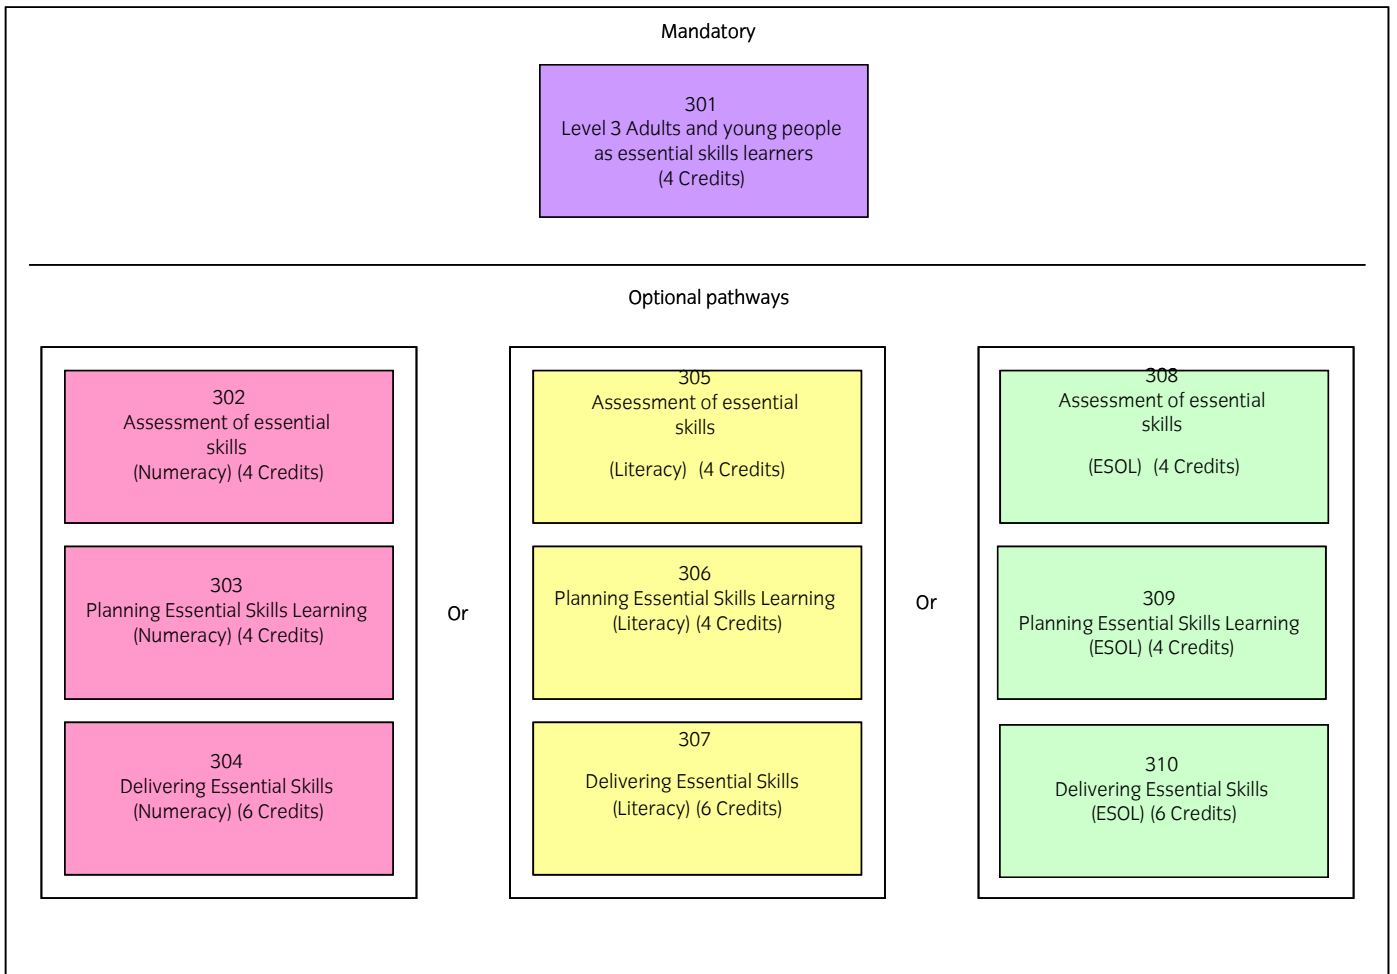 Mandatory
301
Level 3 Adults and young people
as essential skills learners
(4 Credits)
Optional pathways
302
Assessment of essential
skills
(Numeracy) (4 Credits)
303
Planning Essential Skills Learning
(Numeracy) (4 Credits)
304
Delivering Essential Skills
(Numeracy) (6 Credits)
Or
305
Assessment of essential
skills
(Literacy) (4 Credits)
306
Planning Essential Skills Learning
(Literacy) (4 Credits)
307
Delivering Essential Skills
(Literacy) (6 Credits)
Or
308
Assessment of essential
skills
(ESOL) (4 Credits)
309
Planning Essential Skills Learning
(ESOL) (4 Credits)
310
Delivering Essential Skills
(ESOL) (6 Credits)